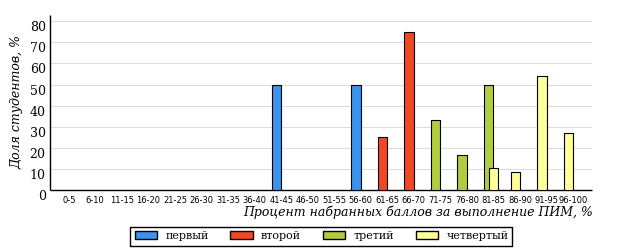 Доля студентов, %
80
70
60
50
40
30
20
10
0
0-5 6-10 11-15 16-20 21-25 26-30 31-35 36-40 41-45 46-50 51-55 56-60 61-65 66-70 71-75 76-80 81-85 86-90 91-95 96-100
Процент набранных баллов за выполнение ПИМ, %
первый второй третий четвертый